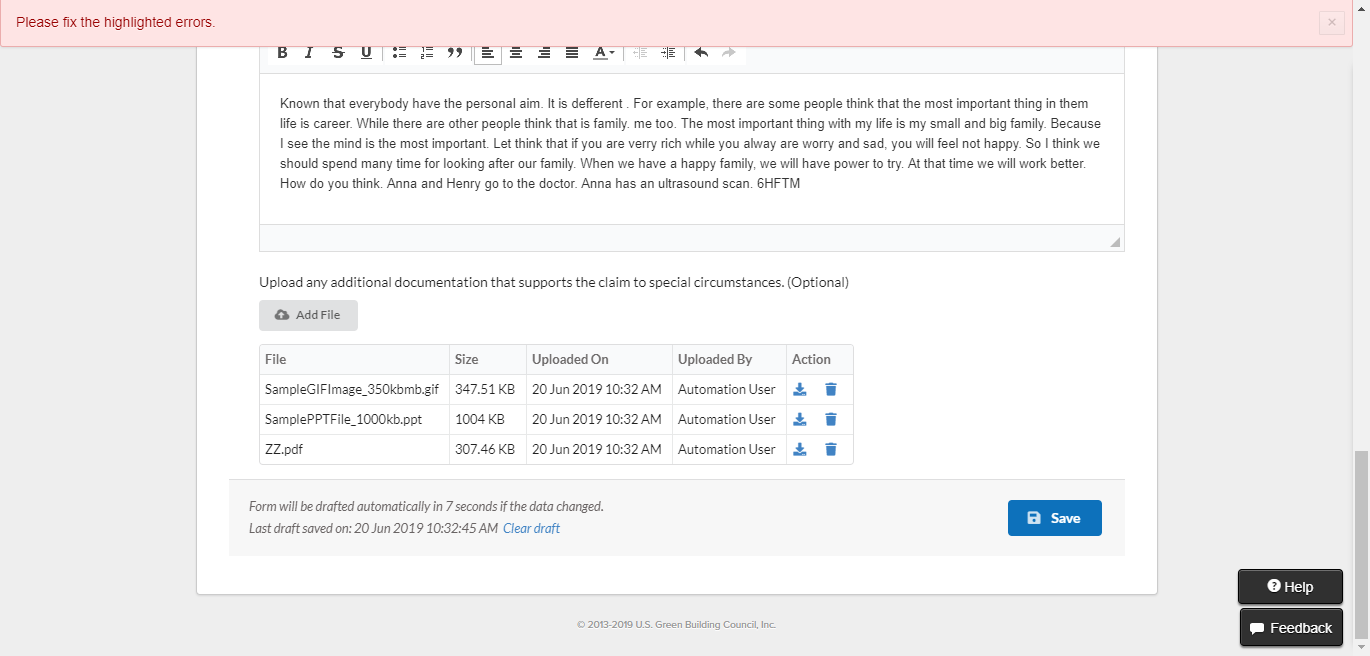 Please fix the highlighted errors.
×
B I S U A
Known that everybody have the personal aim. It is defferent . For example, there are some people think that the most important thing in them
life is career. While there are other people think that is family. me too. The most important thing with my life is my small and big family. Because
I see the mind is the most important. Let think that if you are verry rich while you alway are worry and sad, you will feel not happy. So I think we
should spend many time for looking after our family. When we have a happy family, we will have power to try. At that time we will work better.
How do you think. Anna and Henry go to the doctor. Anna has an ultrasound scan. 6HFTM
Upload any additional documentation that supports the claim to special circumstances. (Optional)
Add File
File Size Uploaded On Uploaded By Action
SampleGIFImage_350kbmb.gif 347.51 KB 20 Jun 2019 10:32 AM Automation User
SamplePPTFile_1000kb.ppt 1004 KB 20 Jun 2019 10:32 AM Automation User
ZZ.pdf 307.46 KB 20 Jun 2019 10:32 AM Automation User
Form will be drafted automatically in 7 seconds if the data changed.
Last draft saved on: 20 Jun 2019 10:32:45 AM Clear draft
Save
Help
Feedback
© 2013-2019 U.S. Green Building Council, Inc.